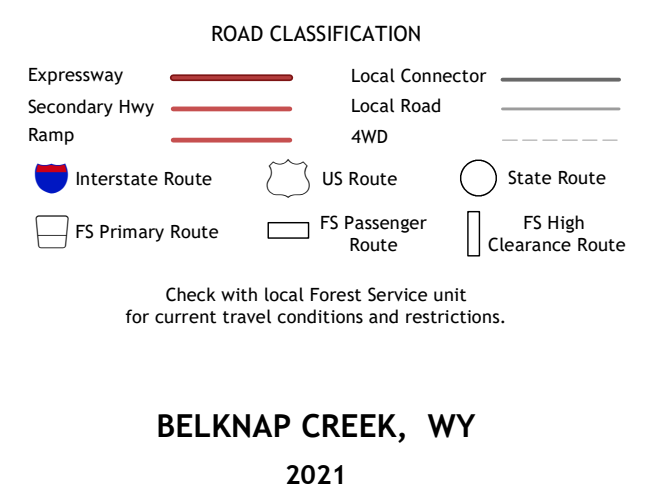 ROAD CLASSIFICATION
Expressway
Local Connector
Secondary Hwy
Local Road
Ramp
4WD
Interstate Route
US Route
State Route
FS Primary Route
FS Passenger
Route
FS High
Clearance Route
Check with local Forest Service unit
for current travel conditions and restrictions.
BELKNAP CREEK,  WY
2021